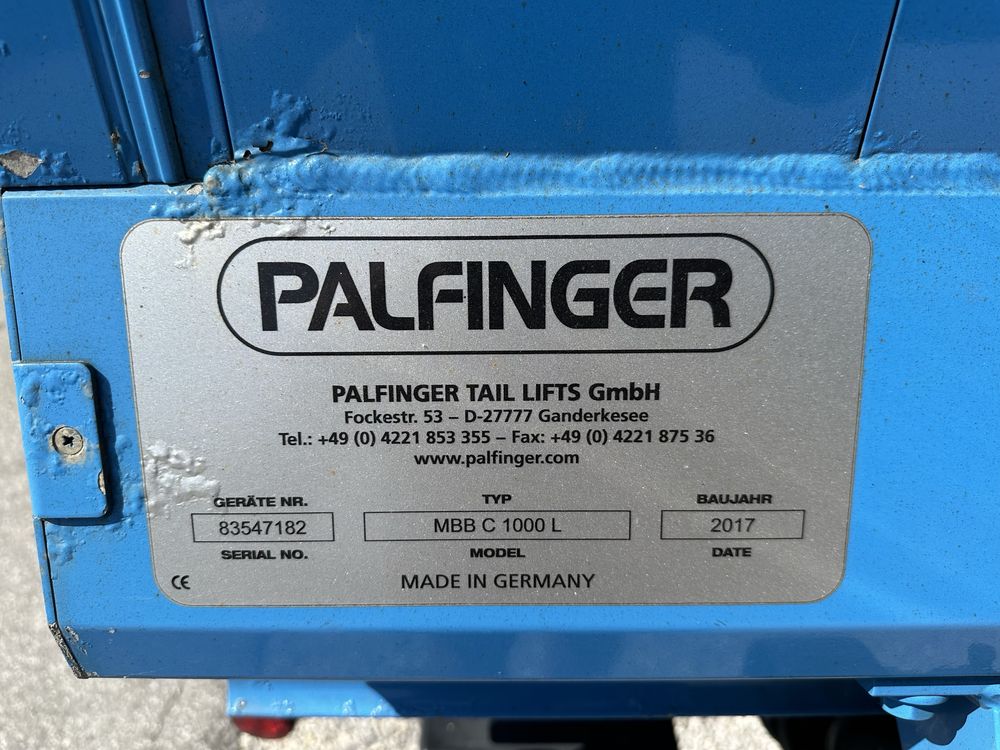 PALFINGER
PALFINGER TAIL LIFTS GmbH
Fockestr. 53 – D-27777 Ganderkesee
Tel.: +49 (0) 4221 853 355 – Fax: +49 (0) 4221 875 36
www.palfinger.com
GERÄTE NR. TYP BAUJAHR
83547182 MBB C 1000 L 2017
SERIAL NO. MODEL DATE
CE MADE IN GERMANY